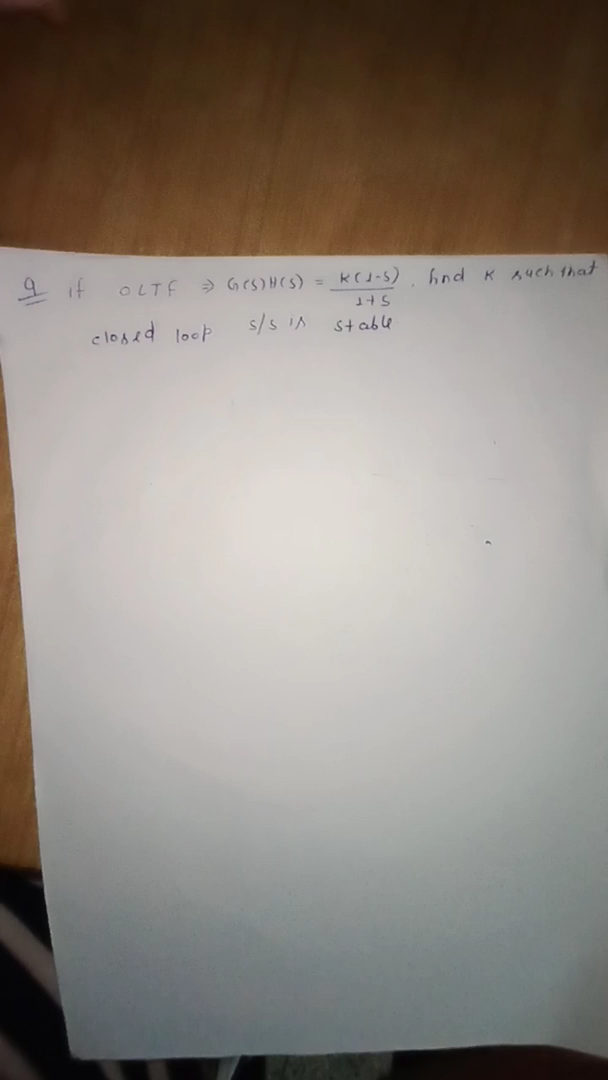 Q if OLTF ⇒ G(s)H(s) = K(1-s)/1+s, find K such that
closed loop s/s is stable